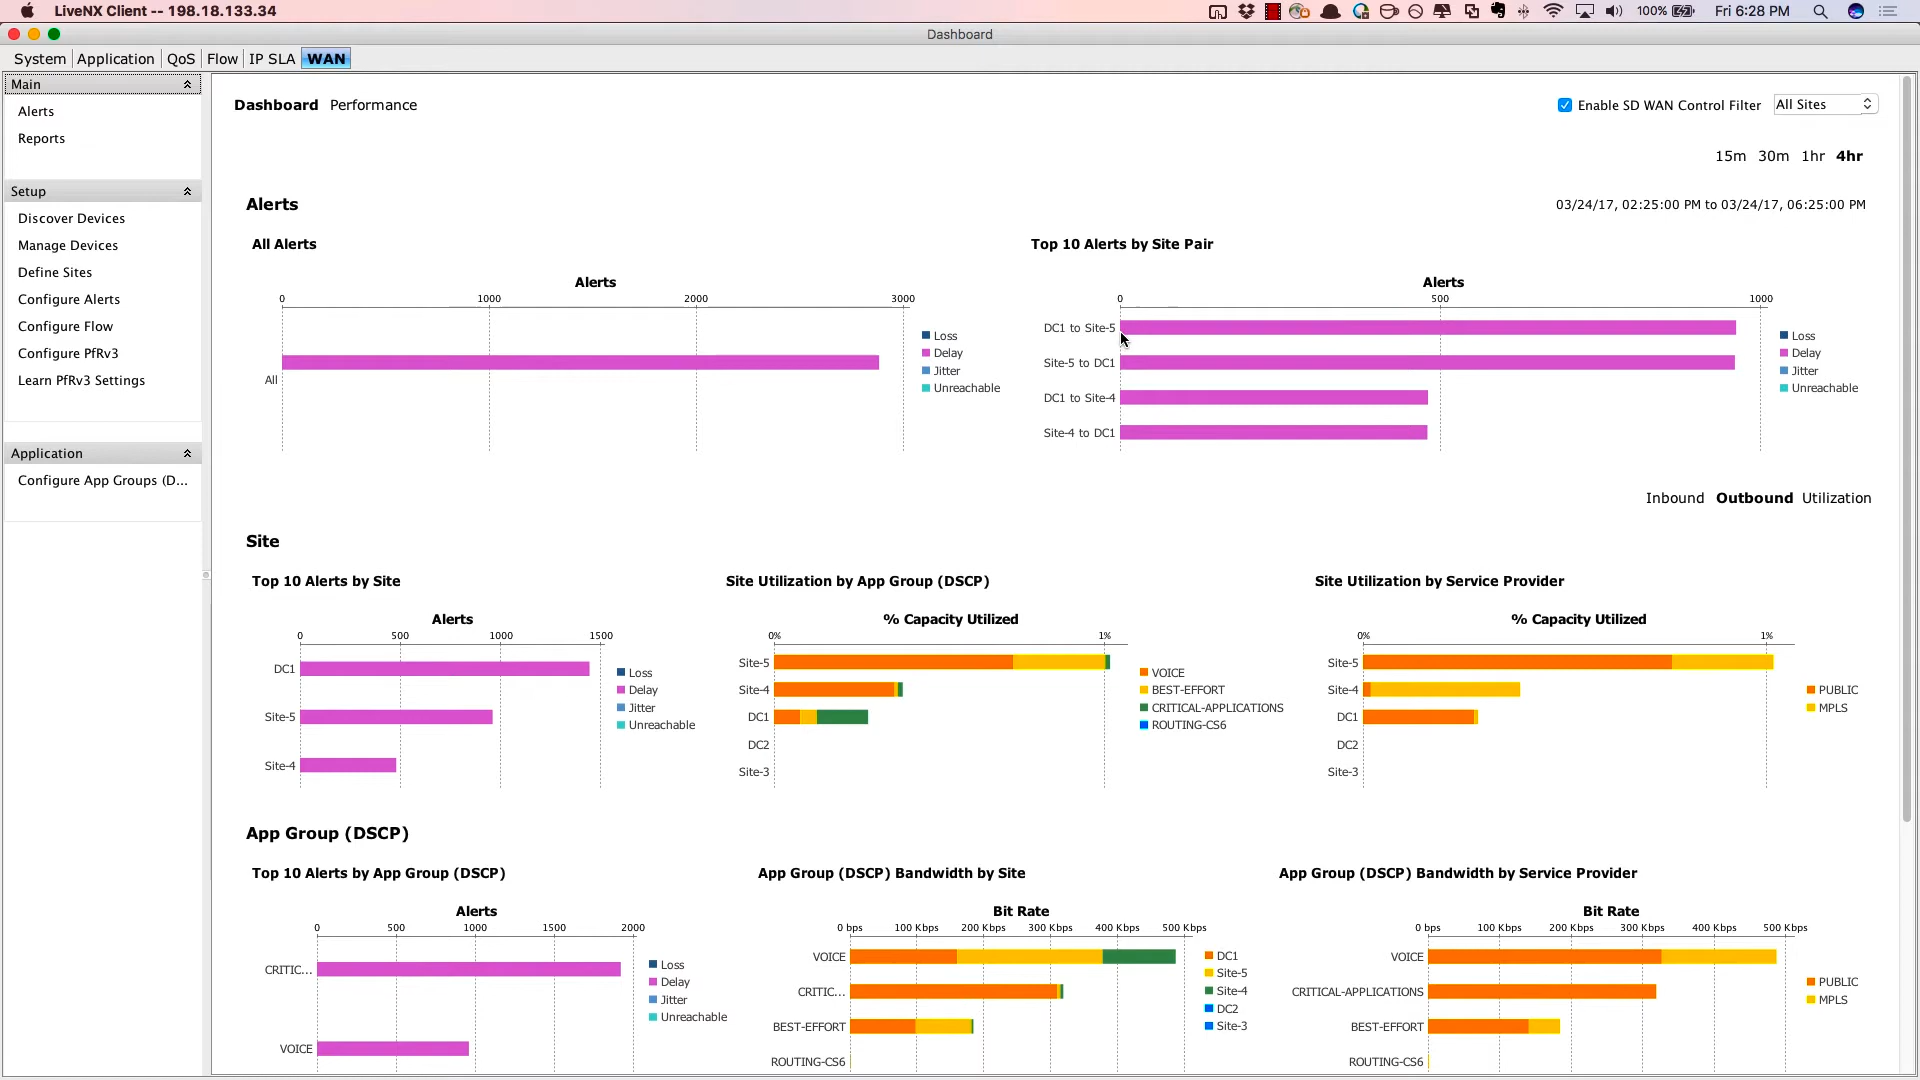 LiveNX Client -- 198.18.133.34
100%
Fri 6:28 PM
Dashboard
System Application QoS Flow IP SLA WAN
Main
Alerts
Reports
Setup
Discover Devices
Manage Devices
Define Sites
Configure Alerts
Configure Flow
Configure PfRv3
Learn PfRv3 Settings
Application
Configure App Groups (D...
Dashboard Performance
Enable SD WAN Control Filter All Sites
15m 30m 1hr 4hr
Alerts
03/24/17, 02:25:00 PM to 03/24/17, 06:25:00 PM
All Alerts
Alerts
0 1000 2000 3000
All
Loss
Delay
Jitter
Unreachable
Top 10 Alerts by Site Pair
Alerts
0 500 1000
DC1 to Site-5
Site-5 to DC1
DC1 to Site-4
Site-4 to DC1
Loss
Delay
Jitter
Unreachable
Inbound Outbound Utilization
Site
Top 10 Alerts by Site
Alerts
0 500 1000 1500
DC1
Site-5
Site-4
Loss
Delay
Jitter
Unreachable
Site Utilization by App Group (DSCP)
% Capacity Utilized
0% 1%
Site-5
Site-4
DC1
DC2
Site-3
VOICE
BEST-EFFORT
CRITICAL-APPLICATIONS
ROUTING-CS6
Site Utilization by Service Provider
% Capacity Utilized
0% 1%
Site-5
Site-4
DC1
DC2
Site-3
PUBLIC
MPLS
App Group (DSCP)
Top 10 Alerts by App Group (DSCP)
Alerts
0 500 1000 1500 2000
CRITIC...
VOICE
Loss
Delay
Jitter
Unreachable
App Group (DSCP) Bandwidth by Site
Bit Rate
0 bps 100 Kbps 200 Kbps 300 Kbps 400 Kbps 500 Kbps
VOICE
CRITIC...
BEST-EFFORT
ROUTING-CS6
DC1
Site-5
Site-4
DC2
Site-3
App Group (DSCP) Bandwidth by Service Provider
Bit Rate
0 bps 100 Kbps 200 Kbps 300 Kbps 400 Kbps 500 Kbps
VOICE
CRITICAL-APPLICATIONS
BEST-EFFORT
ROUTING-CS6
PUBLIC
MPLS